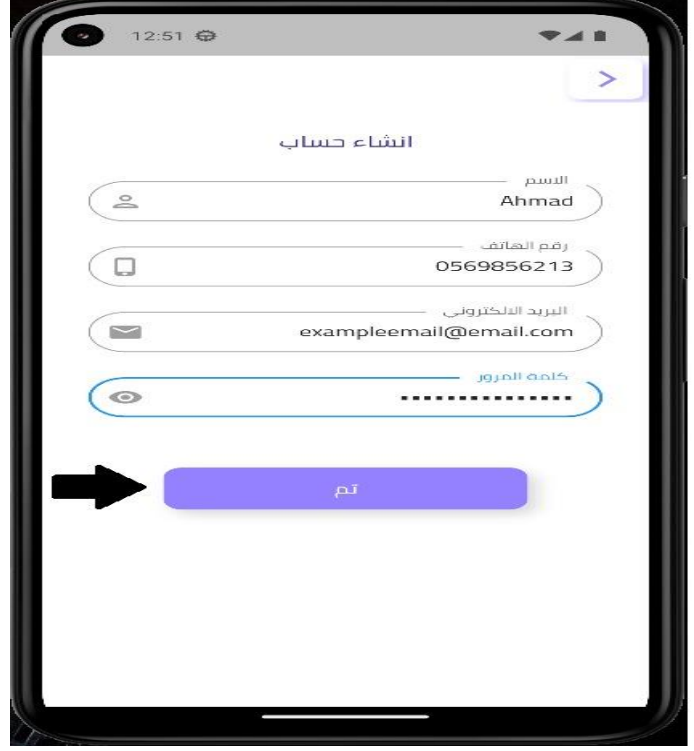 12:51
انشاء حساب
الاسم
Ahmad
رقم الهاتف
0569856213
البريد الالكتروني
exampleemail@email.com
كلمة المرور
•••••••••••••••
تم